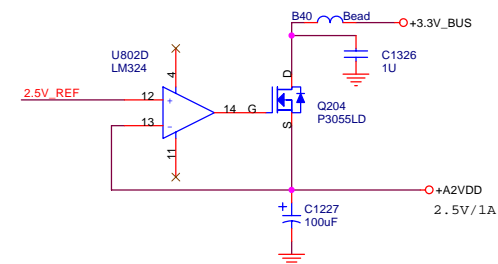 B40 Bead
+3.3V_BUS
U802D
LM324
C1326
1U
4
D
2.5V_REF
12
+
14
G
Q204
P3055LD
13
-
S
11
+A2VDD
+
C1227
100uF
2.5V/1A